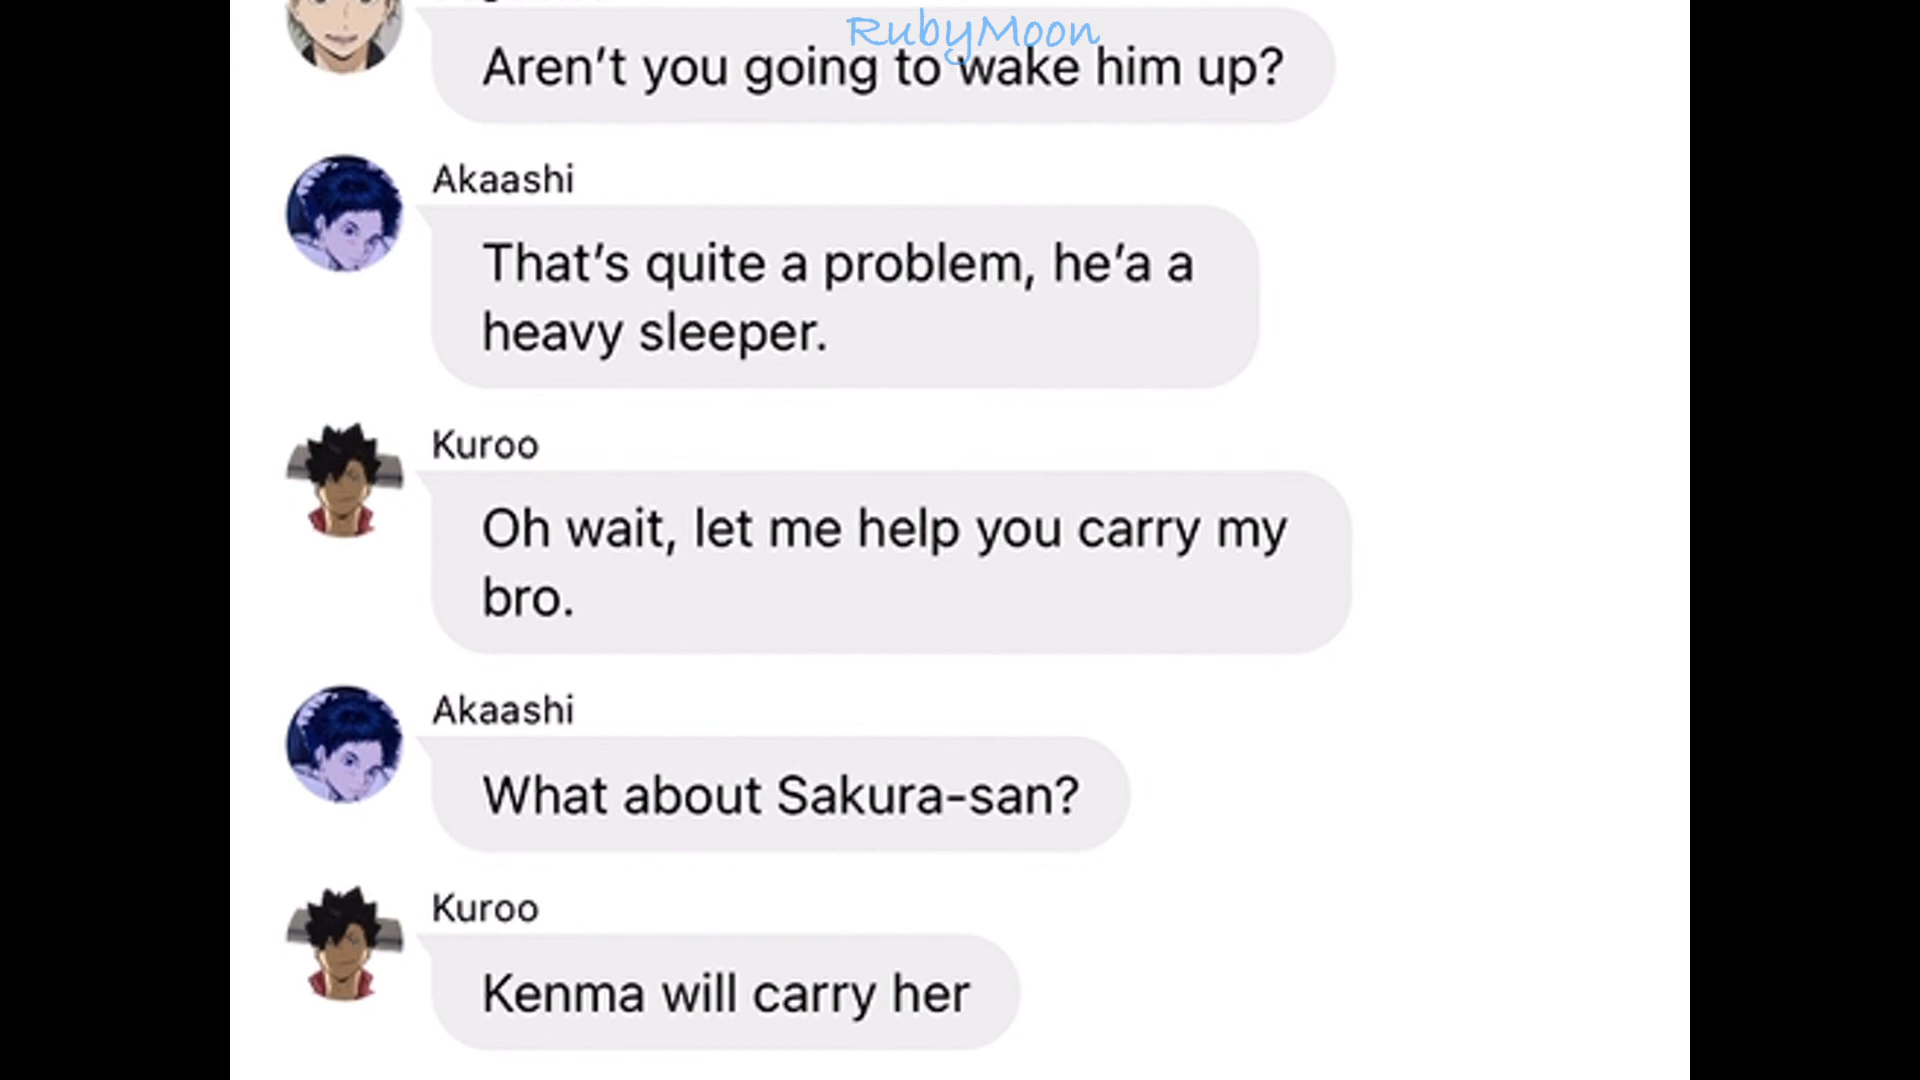 RubyMoon
Aren't you going to wake him up?
Akaashi
That's quite a problem, he'a a
heavy sleeper.
Kuroo
Oh wait, let me help you carry my
bro.
Akaashi
What about Sakura-san?
Kuroo
Kenma will carry her